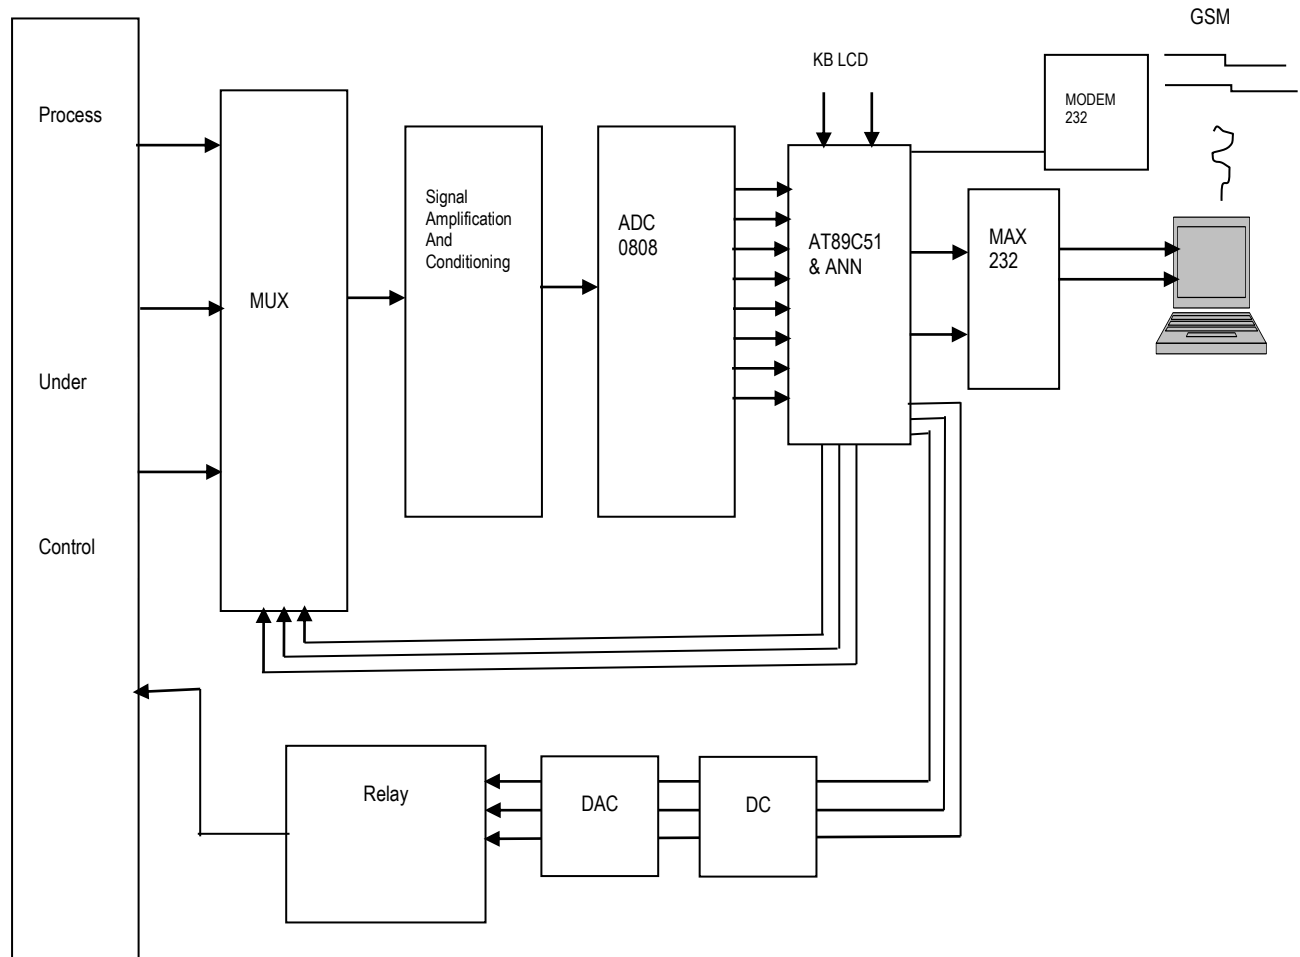 GSM
KB LCD
MODEM
232
Process
Signal
Amplification
And
Conditioning
ADC
0808
AT89C51
& ANN
MAX
232
MUX
Under
Control
Relay
DAC
DC